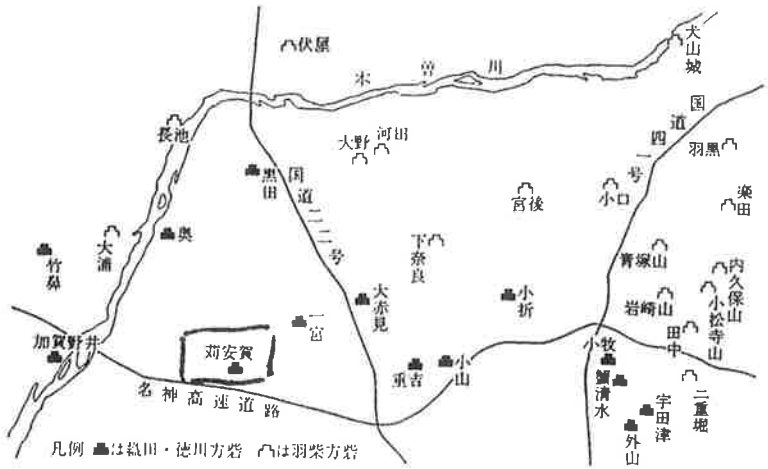 伏屋
木曽川
犬山城
長池
大野
河田
国道四一号
羽黒
黒田
国道二二号
宮後
小口
楽田
竹鼻
大浦
奥
下奈良
青塚山
内久保山
大赤見
小折
岩崎山
小松寺山
一宮
田中
加賀野井
苅安賀
重吉
小山
小牧
蟹清水
二重堀
名神高速道路
宇田津
外山
凡例 は織田・徳川方砦 は羽柴方砦